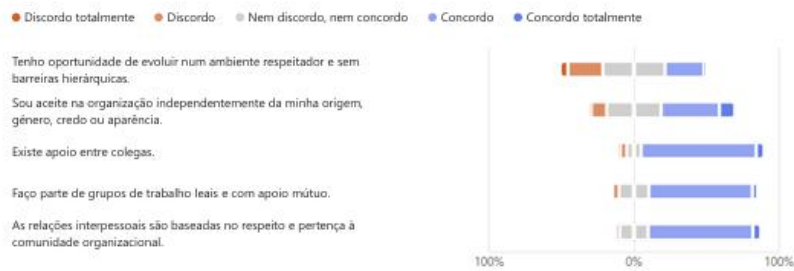 Discordo totalmente Discordo Nem discordo, nem concordo Concordo Concordo totalmente
Tenho oportunidade de evoluir num ambiente respeitador e sem
barreiras hierárquicas.
Sou aceite na organização independentemente da minha origem,
género, credo ou aparência.
Existe apoio entre colegas.
Faço parte de grupos de trabalho leais e com apoio mútuo.
As relações interpessoais são baseadas no respeito e pertença à
comunidade organizacional.
100% 0% 100%